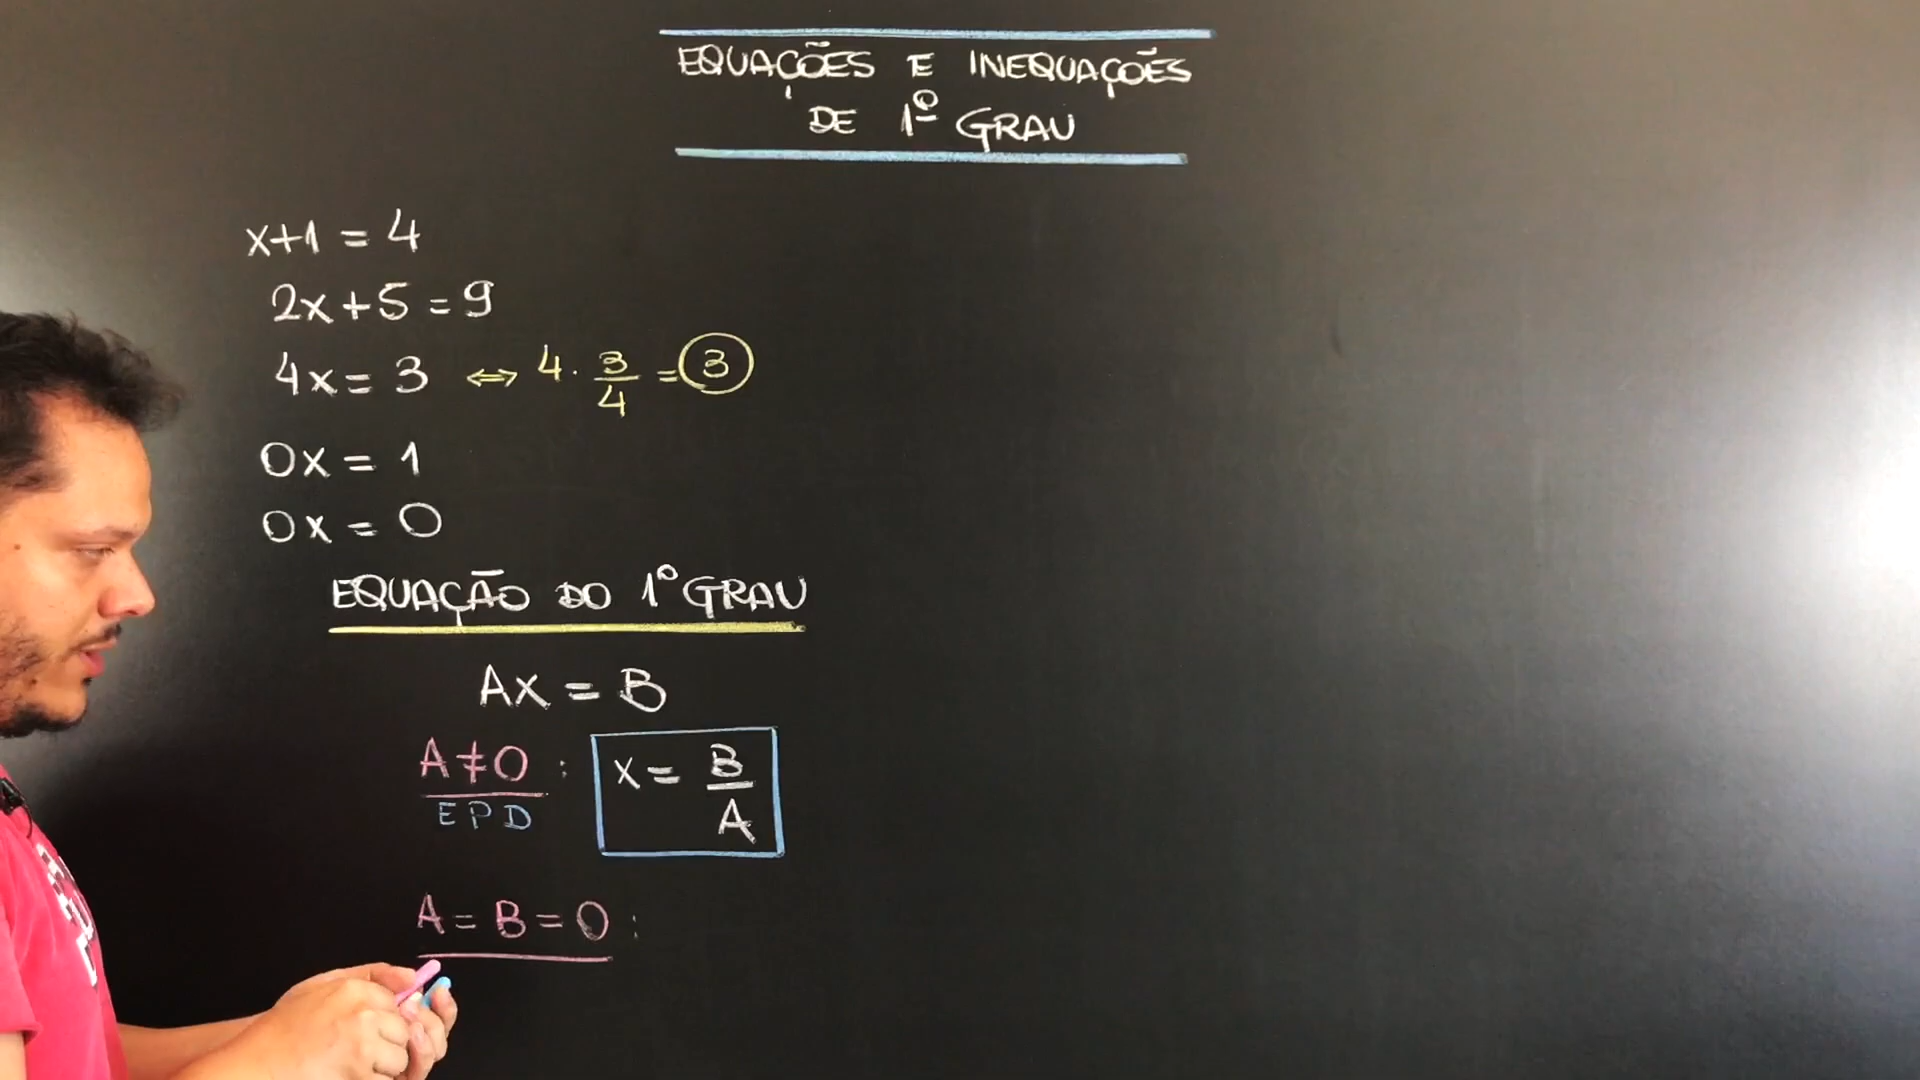 EQUAÇÕES E INEQUAÇÕES
DE 1º GRAU
x+1 = 4
2x+5 = 9
4x = 3 ⇔ 4 · 3/4 = 3
0x = 1
0x = 0
EQUAÇÃO DO 1º GRAU
Ax = B
A≠0 : x = B/A
EPD
A = B = 0 :